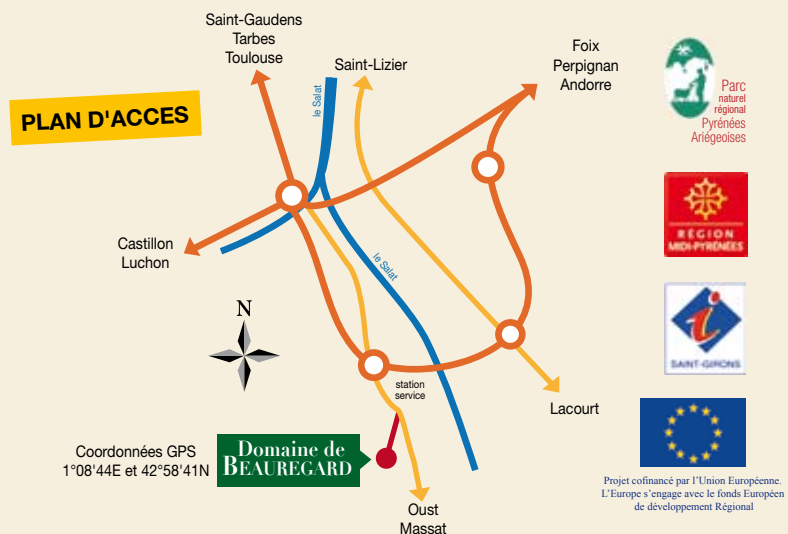 Saint-Gaudens
Tarbes
Toulouse
Saint-Lizier
Foix
Perpignan
Andorre
PLAN D'ACCES
le Salat
Parc
naturel
régional
Pyrénées
Ariégeoises
Castillon
Luchon
le Salat
RÉGION
MIDI-PYRÉNÉES
N
SAINT-GIRONS
station
service
Lacourt
Coordonnées GPS
1°08'44E et 42°58'41N
Domaine de
BEAUREGARD
Oust
Massat
Projet cofinancé par l'Union Européenne.
L'Europe s'engage avec le fonds Européen
de développement Régional